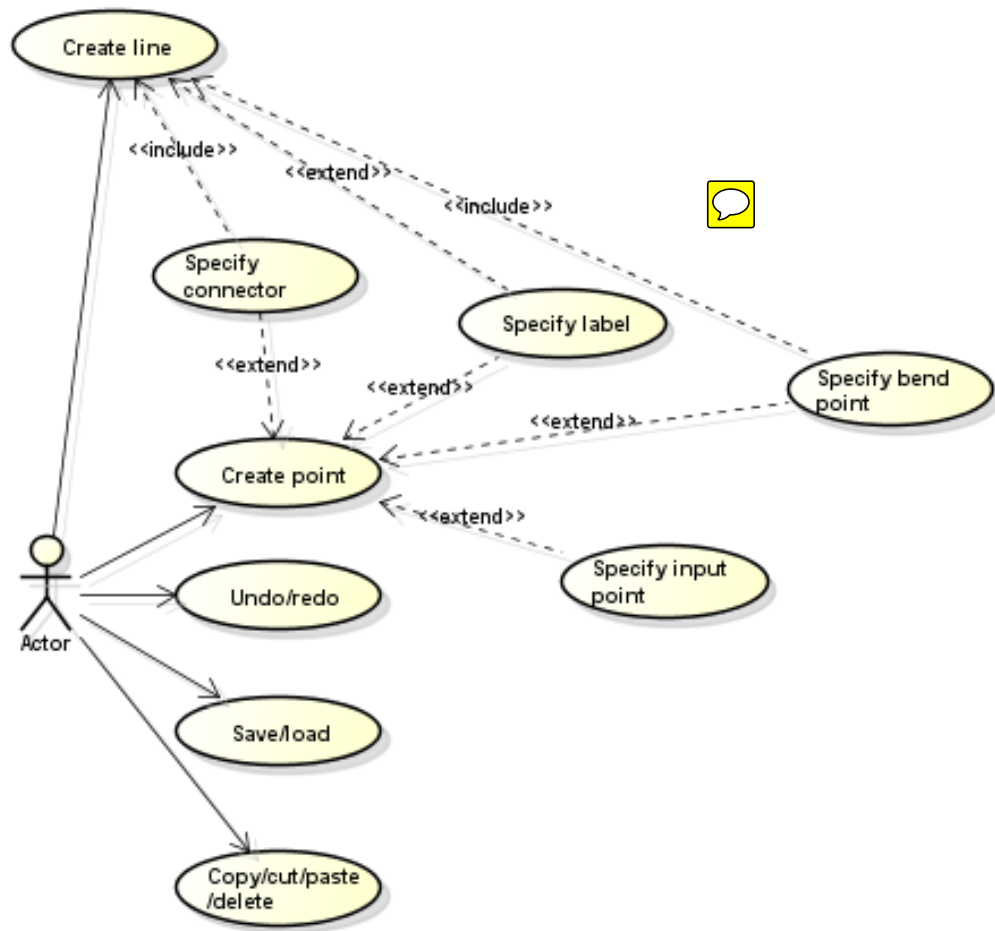 Create line
<<include>>
<<extend>>
<<include>>
Specify
connector
Specify label
Specify bend
point
<<extend>>
<<extend>>
<<extend>>
Create point
<<extend>>
Specify input
point
Undo/redo
Actor
Save/load
Copy/cut/paste
/delete